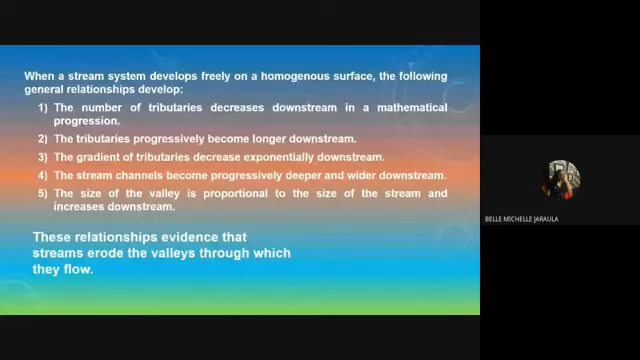 When a stream system develops freely on a homogenous surface, the following
general relationships develop:
1) The number of tributaries decreases downstream in a mathematical
progression.
2) The tributaries progressively become longer downstream.
3) The gradient of tributaries decrease exponentially downstream.
4) The stream channels become progressively deeper and wider downstream.
5) The size of the valley is proportional to the size of the stream and
increases downstream.
These relationships evidence that
streams erode the valleys through which
they flow.
BELLE MICHELLE JARAULA